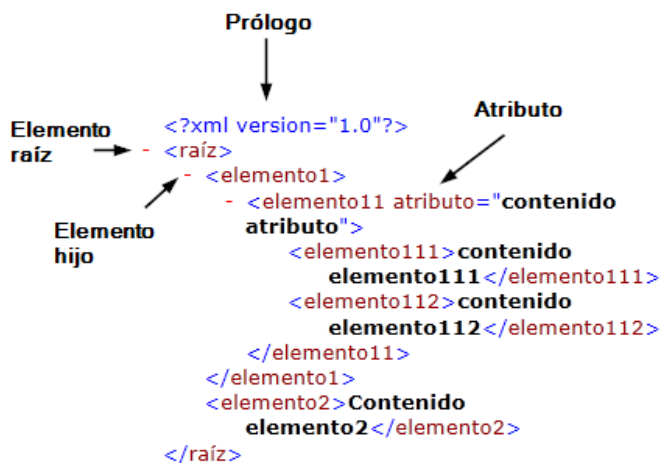 Prólogo
<?xml version="1.0"?>
Atributo
Elemento
raíz
- <raíz>
- <elemento1>
- <elemento11 atributo="contenido
atributo">
Elemento
hijo
<elemento111>contenido
elemento111</elemento111>
<elemento112>contenido
elemento112</elemento112>
</elemento11>
</elemento1>
<elemento2>Contenido
elemento2</elemento2>
</raíz>